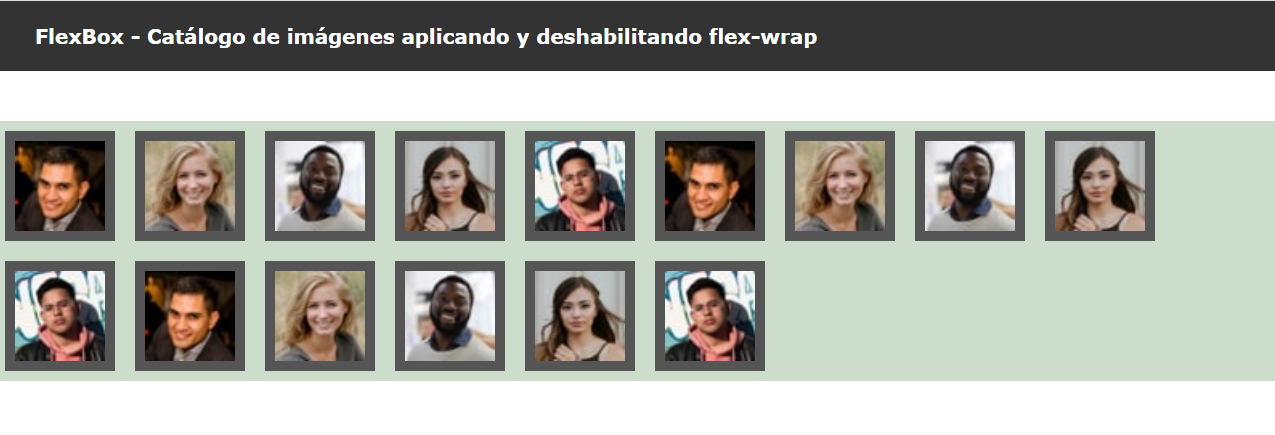 FlexBox - Catálogo de imágenes aplicando y deshabilitando flex-wrap